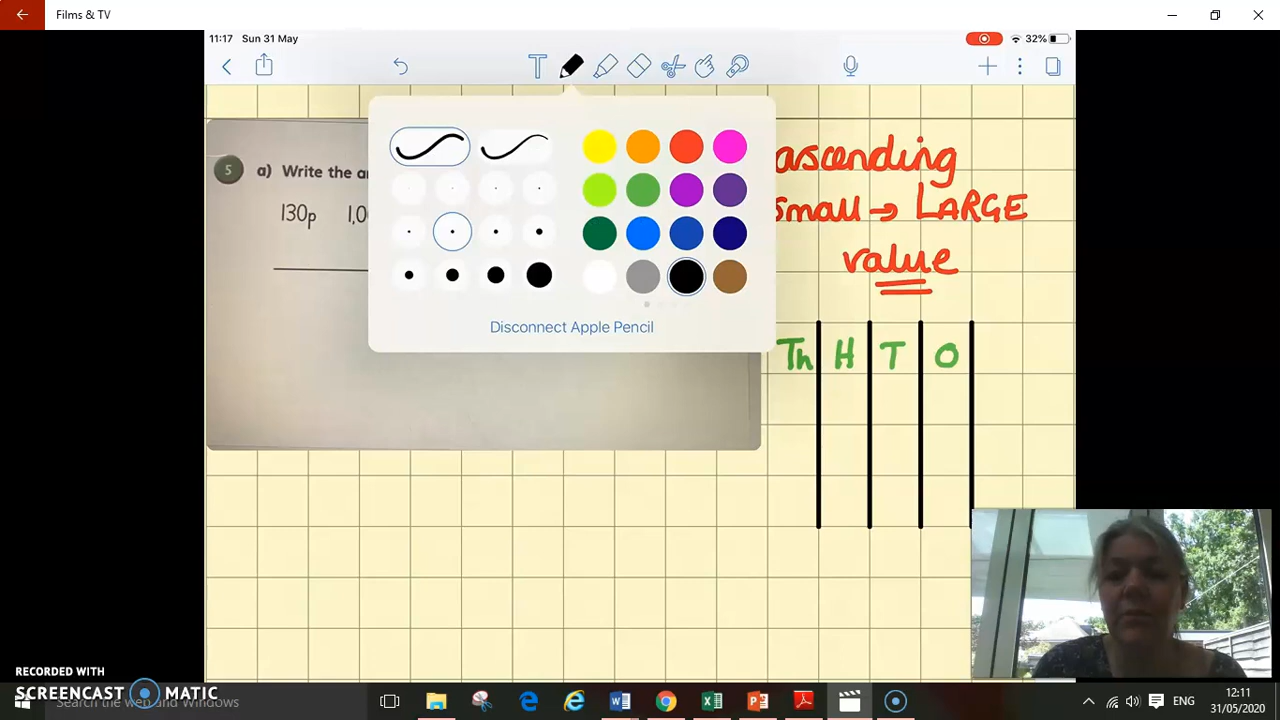 Films & TV
11:17 Sun 31 May
32%
T
5 a) Write the
130p
ascending
small → LARGE
value
Disconnect Apple Pencil
Th H T O
RECORDED WITH
SCREENCAST MATIC
Search the web and Windows
ENG
12:11
31/05/2020